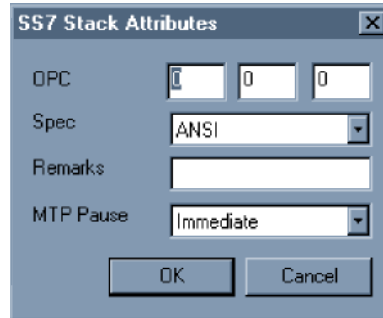 SS7 Stack Attributes
OPC 0 0 0
Spec ANSI
Remarks
MTP Pause Immediate
OK Cancel